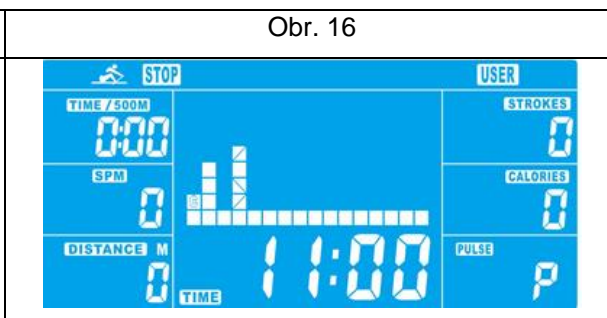 Obr. 16
STOP USER
TIME / 500M
0:00
SPM
0
DISTANCE M
0
TIME 11:00
STROKES
0
CALORIES
0
PULSE
P